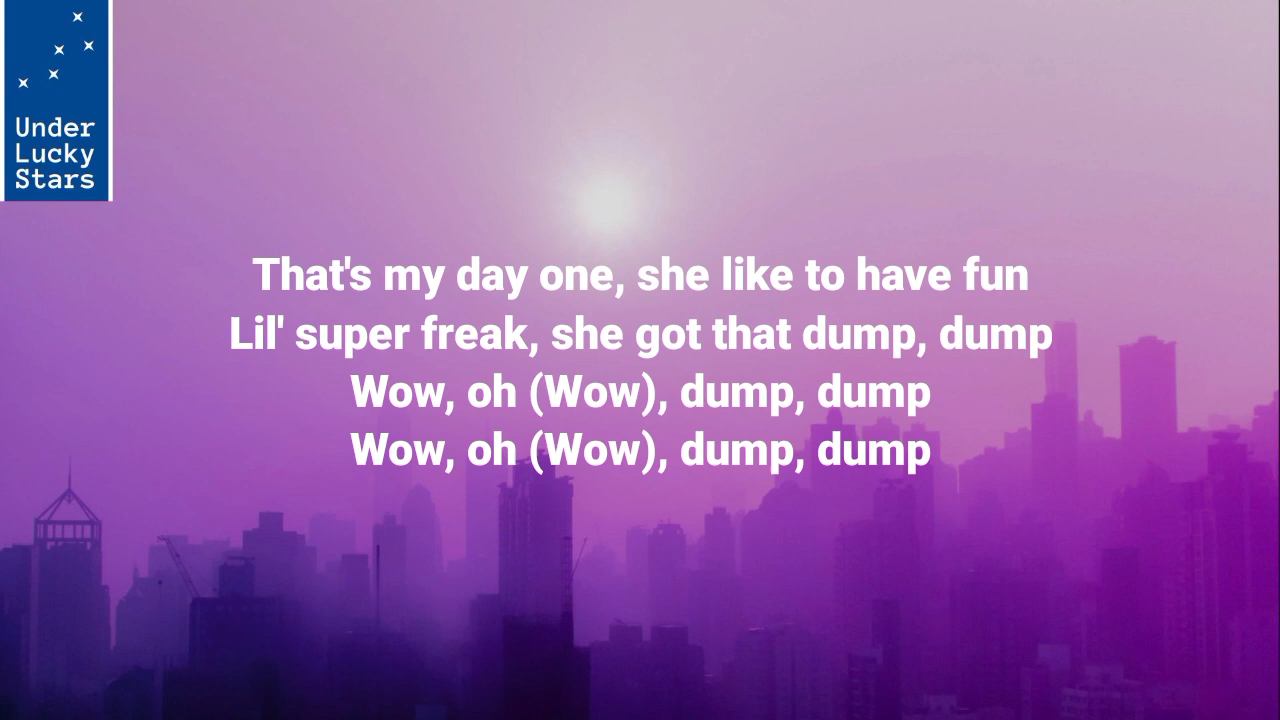 Under
Lucky
Stars
That's my day one, she like to have fun
Lil' super freak, she got that dump, dump
Wow, oh (Wow), dump, dump
Wow, oh (Wow), dump, dump